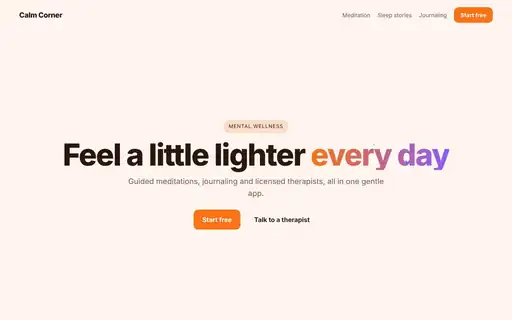 Calm Corner
Meditation Sleep stories Journaling Start free
MENTAL WELLNESS
Feel a little lighter every day
Guided meditations, journaling and licensed therapists, all in one gentle
app.
Start free Talk to a therapist